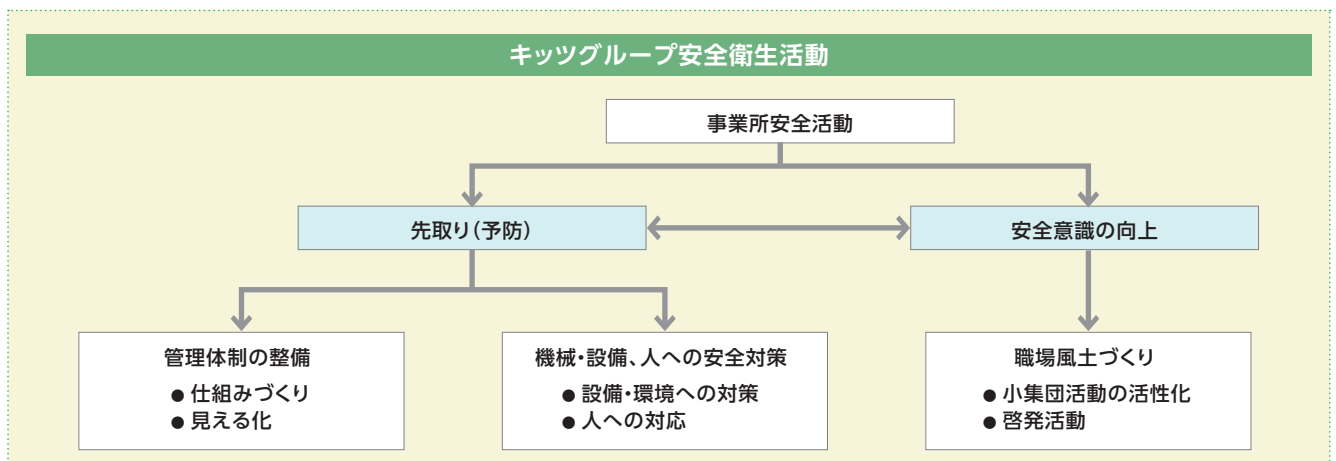 キッツグループ安全衛生活動
事業所安全活動
先取り(予防)
安全意識の向上
管理体制の整備
● 仕組みづくり
● 見える化
機械・設備、人への安全対策
● 設備・環境への対策
● 人への対応
職場風土づくり
● 小集団活動の活性化
● 啓発活動